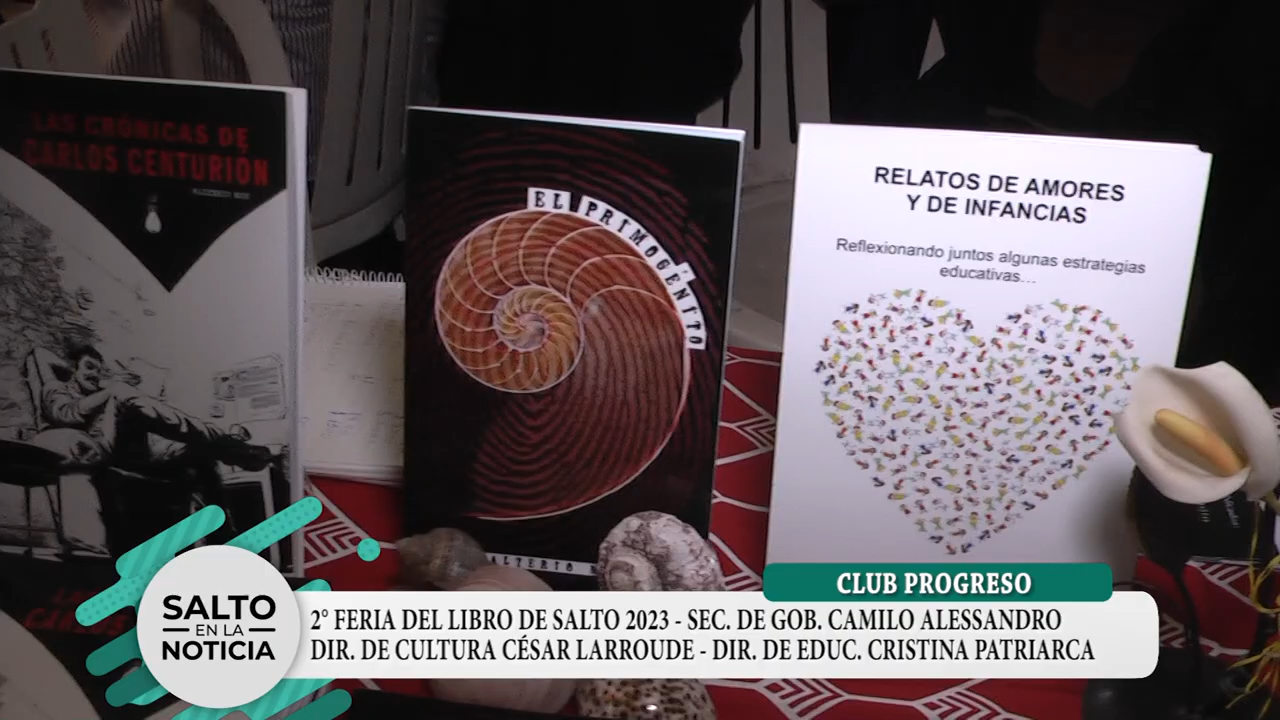 LAS CRÓNICAS DE
CARLOS CENTURIÓN
EL PRIMOGÉNITO
RELATOS DE AMORES
Y DE INFANCIAS
Reflexionando juntos algunas estrategias
educativas...
CLUB PROGRESO
SALTO
EN LA
NOTICIA
2° FERIA DEL LIBRO DE SALTO 2023 - SEC. DE GOB. CAMILO ALESSANDRO
DIR. DE CULTURA CÉSAR LARROUDE - DIR. DE EDUC. CRISTINA PATRIARCA